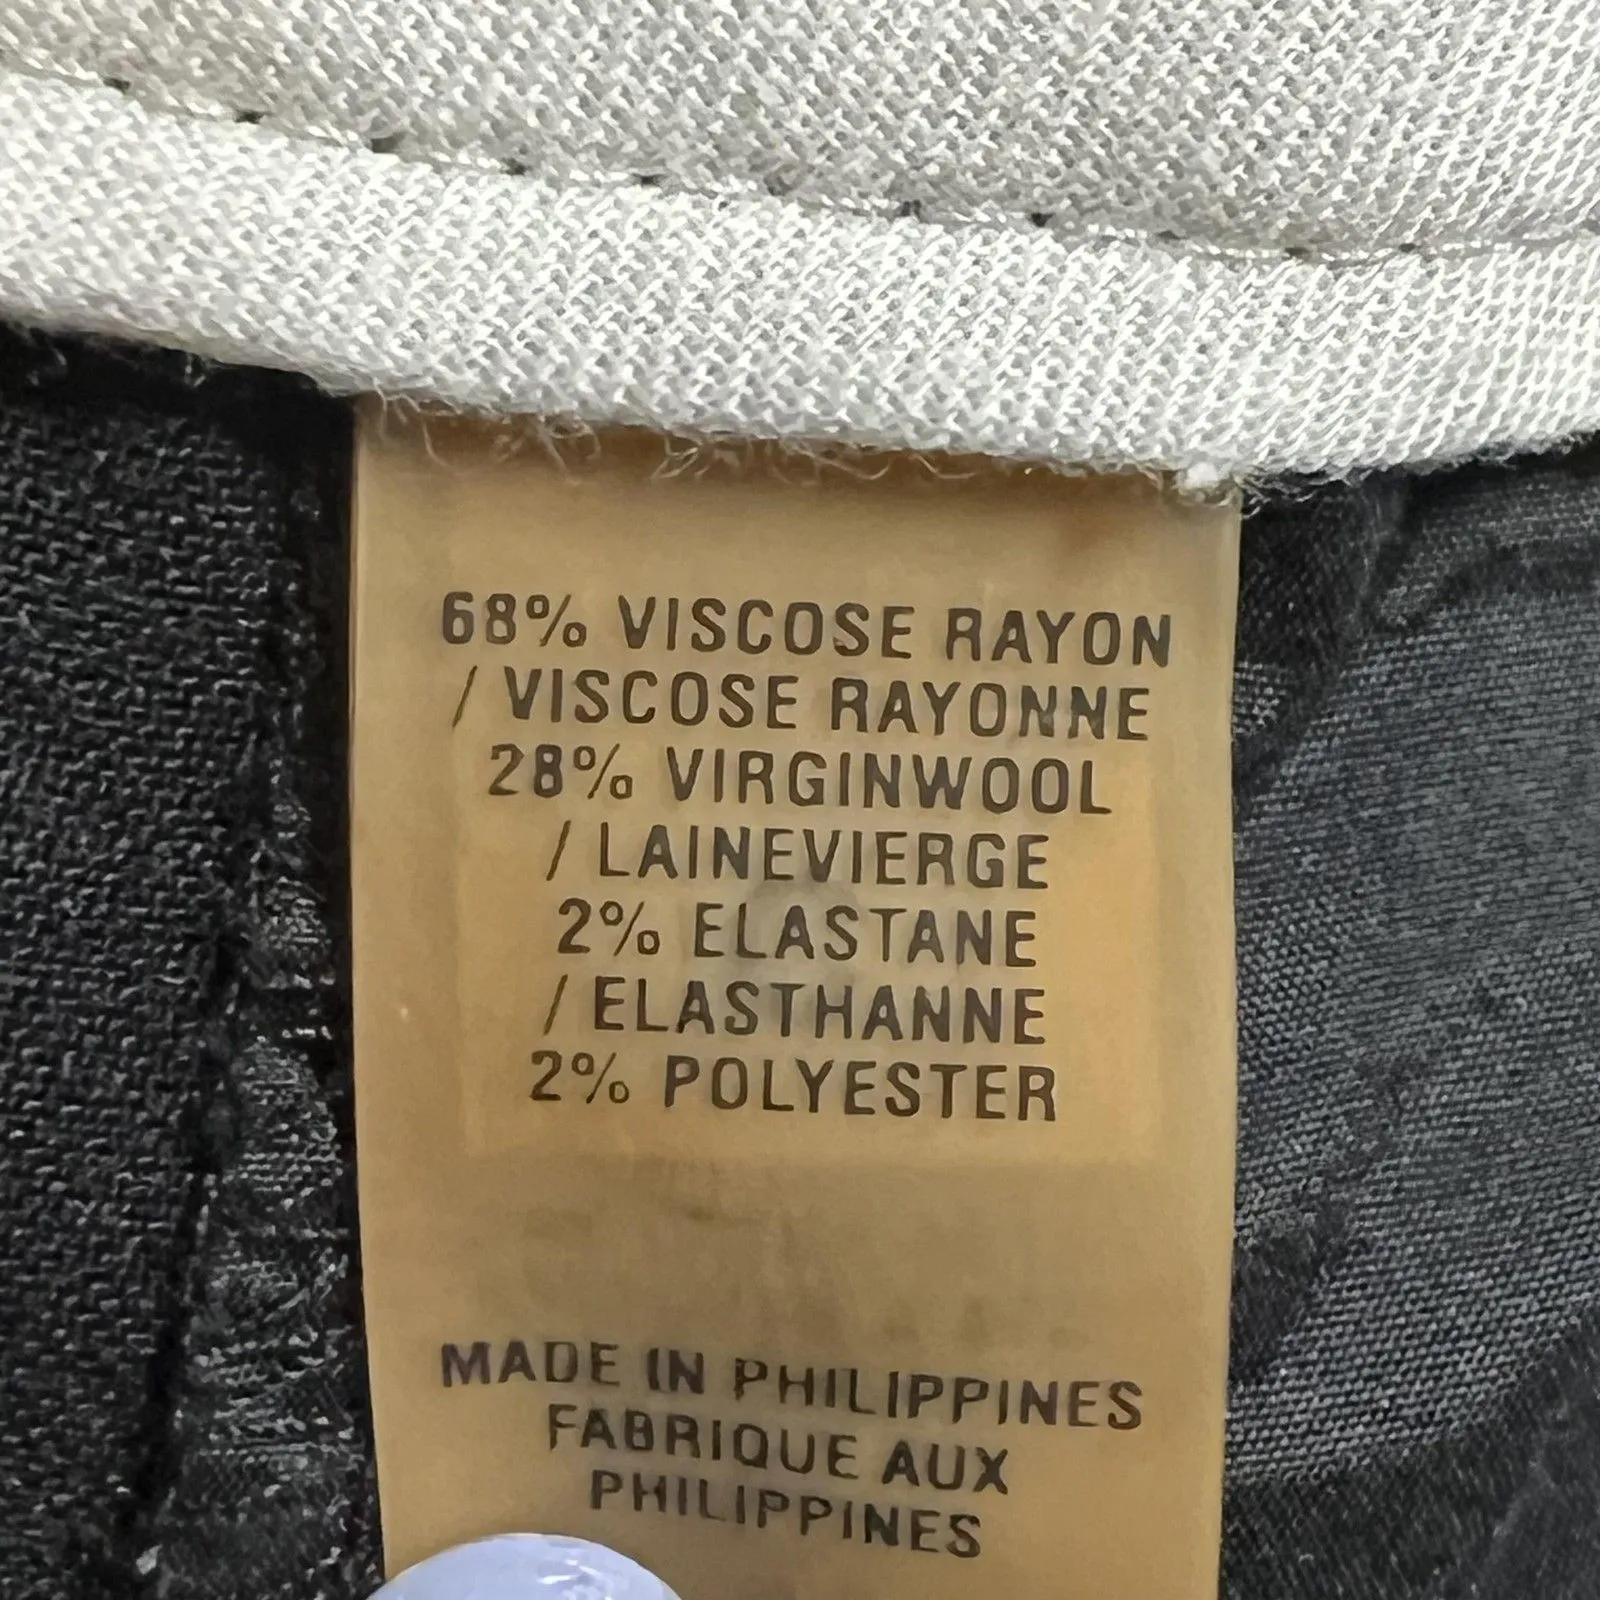 68% VISCOSE RAYON
/ VISCOSE RAYONNE
28% VIRGINWOOL
/ LAINEVIERGE
2% ELASTANE
/ ELASTHANNE
2% POLYESTER
MADE IN PHILIPPINES
FABRIQUE AUX
PHILIPPINES